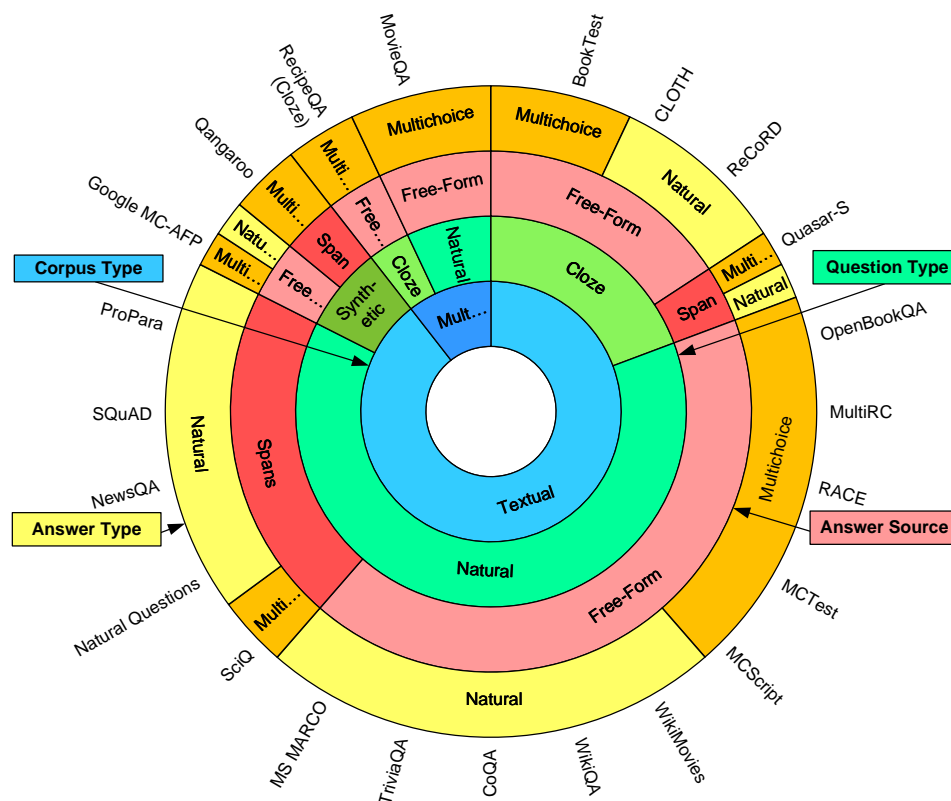 MovieQA
BookTest
RecipeQA
(Cloze)
CLOTH
Qangaroo
ReCoRD
Google MC-AFP
Quasar-S
Multichoice
Multichoice
Multi...
Natural
Multi...
Free-Form
Free-Form
Free...
Natu...
Multi...
Span
Multi...
Natural
Corpus Type
Question Type
Free...
Synth-
etic
Cloze
Natural
Cloze
Span
Natural
Mult...
ProPara
OpenBookQA
SQuAD
MultiRC
Natural
Spans
Multichoice
NewsQA
RACE
Textual
Answer Type
Answer Source
Natural
Free-Form
Natural Questions
MCTest
Multi...
SciQ
MCScript
Natural
MS MARCO
TriviaQA
CoQA
WikiQA
WikiMovies